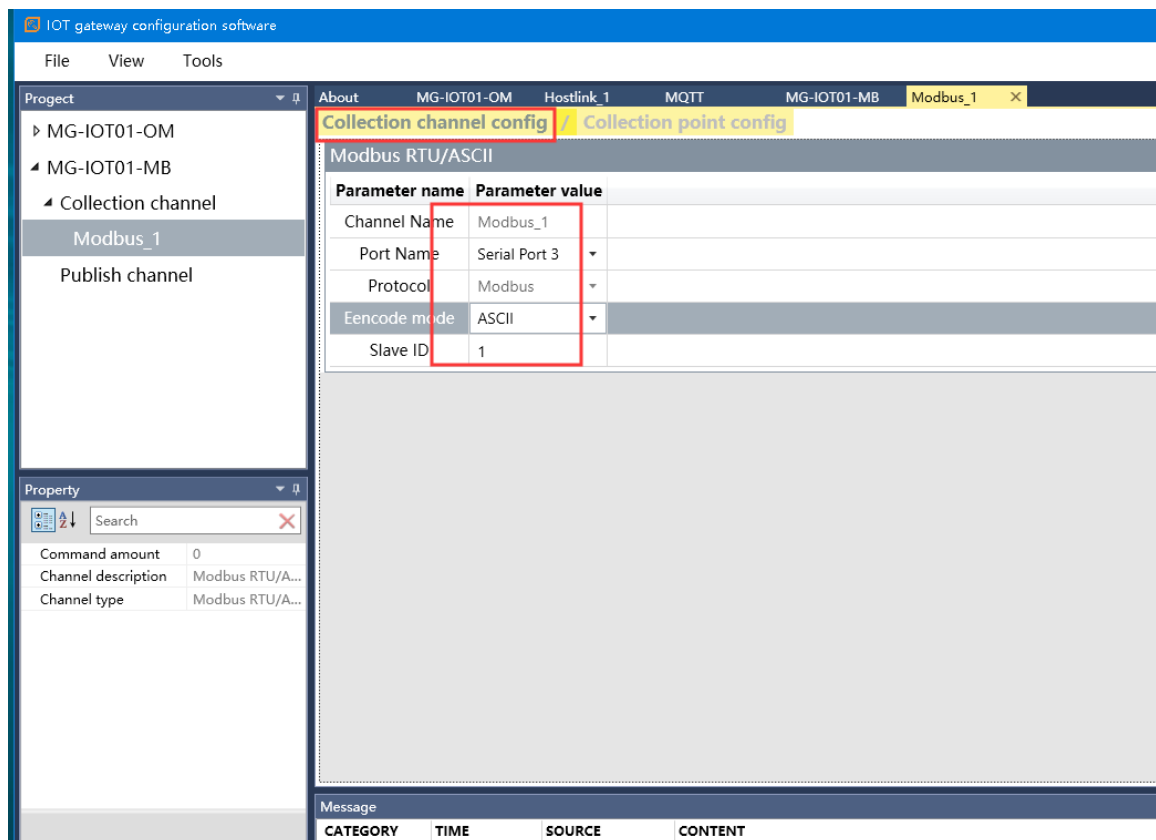 IOT gateway configuration software
File View Tools
Progect
MG-IOT01-OM
MG-IOT01-MB
Collection channel
Modbus_1
Publish channel
Property
Search
Command amount 0
Channel description Modbus RTU/A...
Channel type Modbus RTU/A...
About MG-IOT01-OM Hostlink_1 MQTT MG-IOT01-MB Modbus_1
Collection channel config / Collection point config
Modbus RTU/ASCII
Parameter name Parameter value
Channel Name Modbus_1
Port Name Serial Port 3
Protocol Modbus
Eencode mode ASCII
Slave ID 1
Message
CATEGORY TIME SOURCE CONTENT